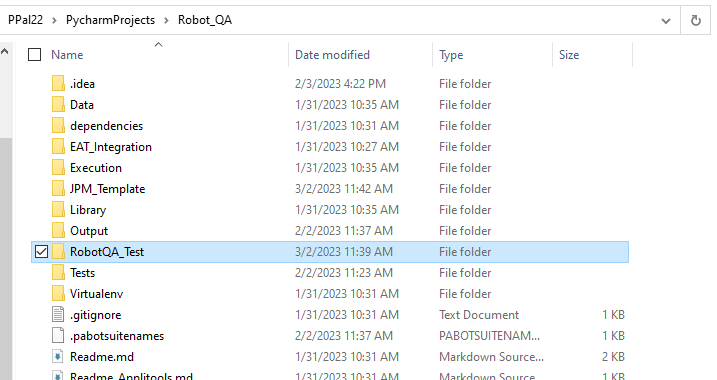 PPal22 > PycharmProjects > Robot_QA
Name Date modified Type Size
.idea 2/3/2023 4:22 PM File folder
Data 1/31/2023 10:35 AM File folder
dependencies 1/31/2023 10:31 AM File folder
EAT_Integration 1/31/2023 10:27 AM File folder
Execution 1/31/2023 10:35 AM File folder
JPM_Template 3/2/2023 11:42 AM File folder
Library 1/31/2023 10:35 AM File folder
Output 2/2/2023 11:37 AM File folder
RobotQA_Test 3/2/2023 11:39 AM File folder
Tests 2/2/2023 11:23 AM File folder
Virtualenv 1/31/2023 10:31 AM File folder
.gitignore 1/31/2023 10:31 AM Text Document 1 KB
.pabotsuitenames 2/2/2023 11:37 AM PABOTSUITENAM... 1 KB
Readme.md 1/31/2023 10:31 AM Markdown Source... 2 KB
Readme_Applitools.md 1/31/2023 10:31 AM Markdown Source... 1 KB